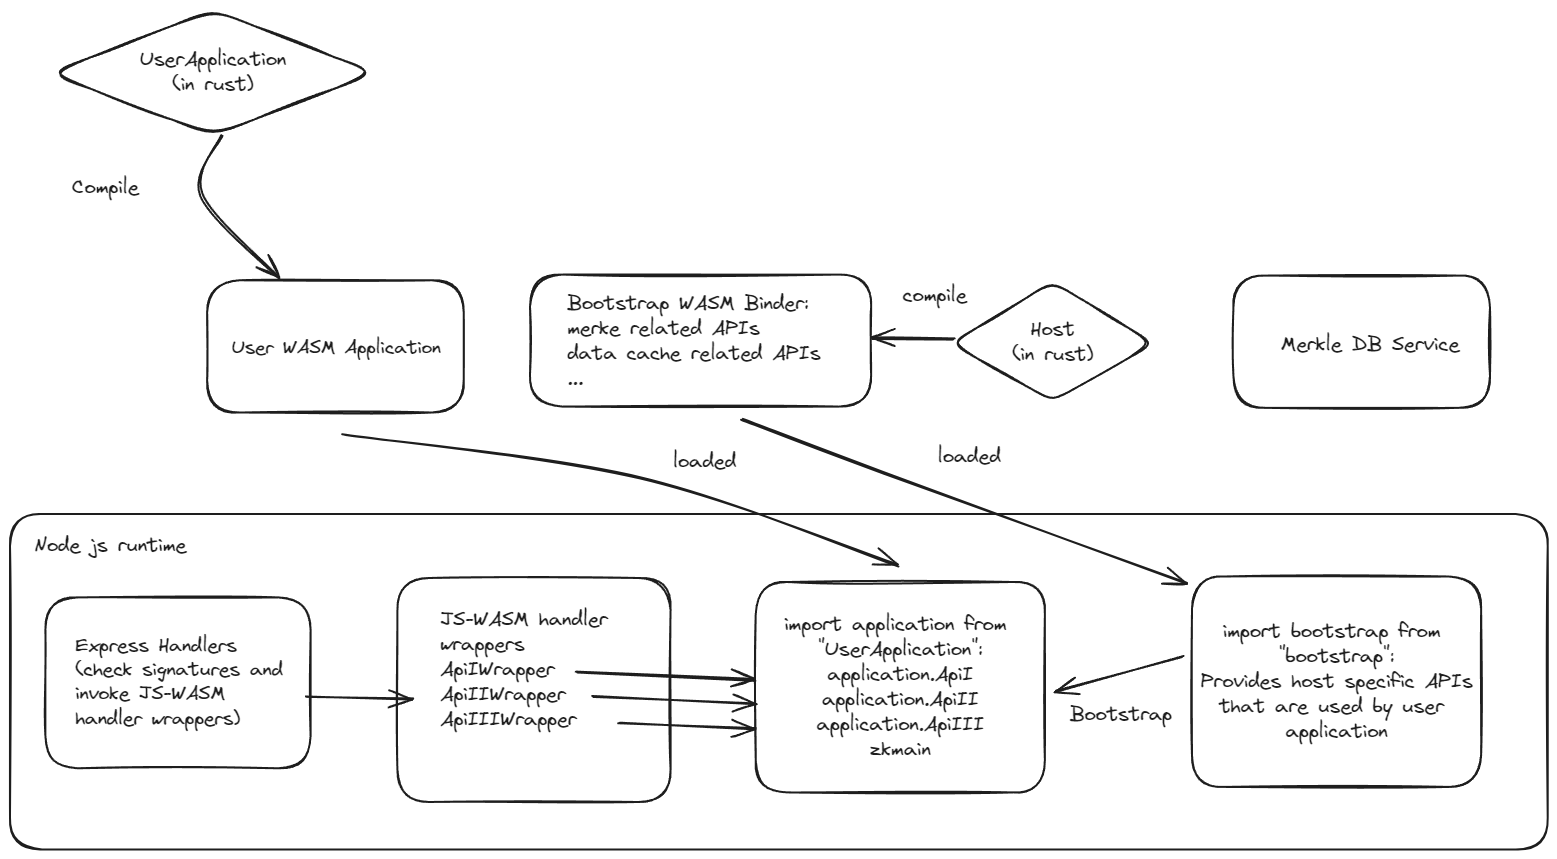 UserApplication
(in rust)
Compile
User WASM Application
Bootstrap WASM Binder:
merke related APIs
data cache related APIs
...
compile
Host
(in rust)
Merkle DB Service
loaded
loaded
Node js runtime
Express Handlers
(check signatures and
invoke JS-WASM
handler wrappers)
JS-WASM handler
wrappers
ApiIWrapper
ApiIIWrapper
ApiIIIWrapper
import application from
"UserApplication":
application.ApiI
application.ApiII
application.ApiIII
zkmain
Bootstrap
import bootstrap from
"bootstrap":
Provides host specific APIs
that are used by user
application